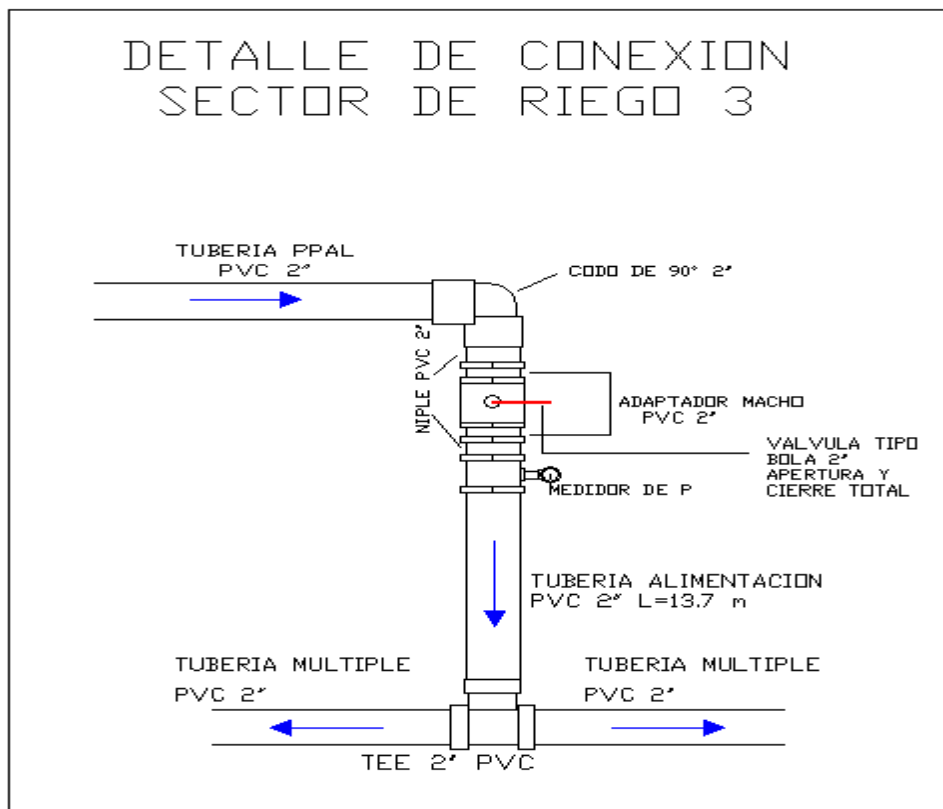 DETALLE DE CONEXION
SECTOR DE RIEGO 3
TUBERIA PPAL
PVC 2"
CODO DE 90° 2"
NIPLE PVC 2"
ADAPTADOR MACHO
PVC 2"
VALVULA TIPO
BOLA 2"
APERTURA Y
CIERRE TOTAL
MEDIDOR DE P
TUBERIA ALIMENTACION
PVC 2" L=13.7 m
TUBERIA MULTIPLE
PVC 2"
TUBERIA MULTIPLE
PVC 2"
TEE 2" PVC